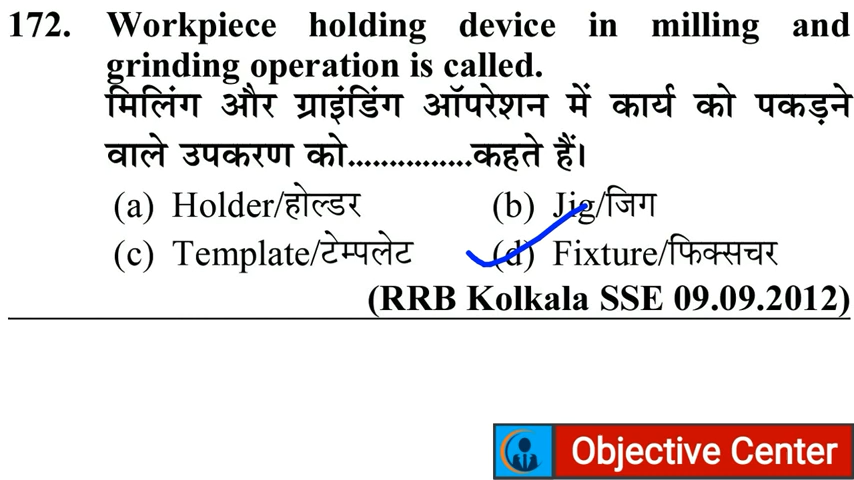 172. Workpiece holding device in milling and
grinding operation is called.
मिलिंग और ग्राइंडिंग ऑपरेशन में कार्य को पकड़ने
वाले उपकरण को...............कहते हैं।
(a) Holder/होल्डर (b) Jig/जिग
(c) Template/टेम्पलेट (d) Fixture/फिक्सचर
(RRB Kolkala SSE 09.09.2012)
Objective Center